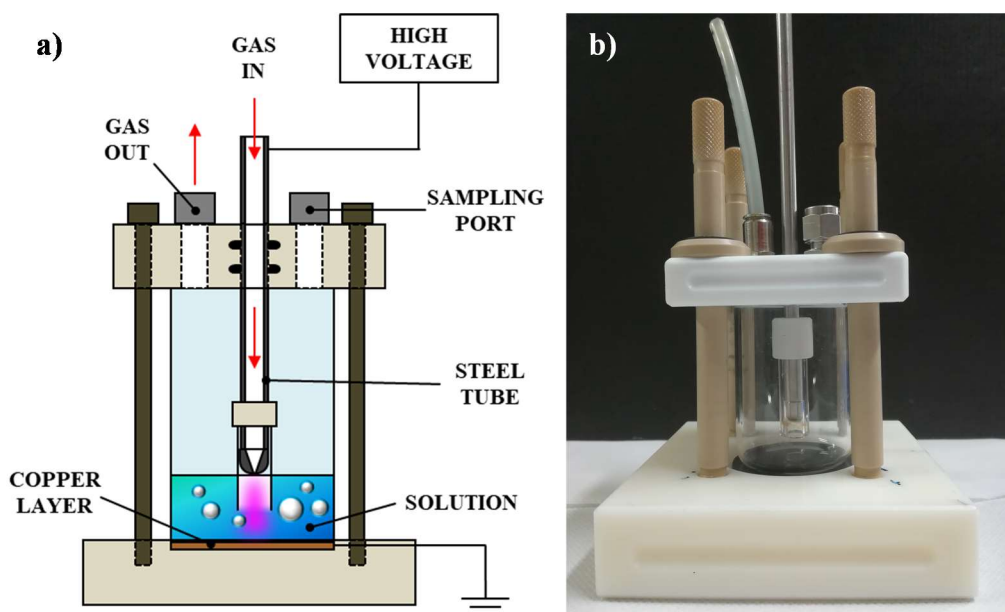 a)
GAS
IN
HIGH
VOLTAGE
GAS
OUT
SAMPLING
PORT
STEEL
TUBE
COPPER
LAYER
SOLUTION
b)